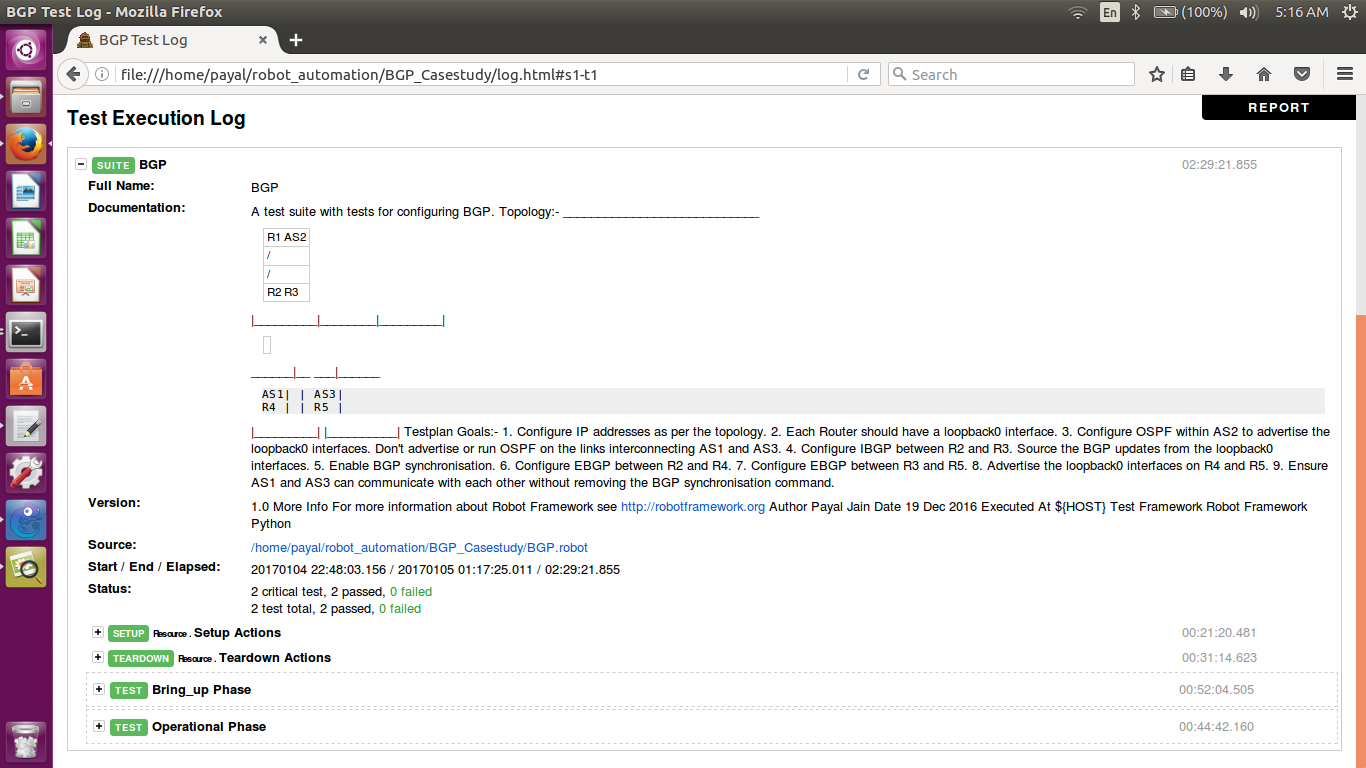 BGP Test Log - Mozilla Firefox
En
(100%)
5:16 AM
BGP Test Log
file:///home/payal/robot_automation/BGP_Casestudy/log.html#s1-t1
Search
REPORT
Test Execution Log
SUITE BGP 02:29:21.855
Full Name: BGP
Documentation: A test suite with tests for configuring BGP. Topology:- ____________________________
R1 AS2
/
/
R2 R3
|_________|________|_________|
______|__ ___|______
AS1| | AS3|
R4 | | R5 |
|_________| |__________| Testplan Goals:- 1. Configure IP addresses as per the topology. 2. Each Router should have a loopback0 interface. 3. Configure OSPF within AS2 to advertise the
loopback0 interfaces. Don't advertise or run OSPF on the links interconnecting AS1 and AS3. 4. Configure IBGP between R2 and R3. Source the BGP updates from the loopback0
interfaces. 5. Enable BGP synchronisation. 6. Configure EBGP between R2 and R4. 7. Configure EBGP between R3 and R5. 8. Advertise the loopback0 interfaces on R4 and R5. 9. Ensure
AS1 and AS3 can communicate with each other without removing the BGP synchronisation command.
Version: 1.0 More Info For more information about Robot Framework see http://robotframework.org Author Payal Jain Date 19 Dec 2016 Executed At ${HOST} Test Framework Robot Framework
Python
Source: /home/payal/robot_automation/BGP_Casestudy/BGP.robot
Start / End / Elapsed: 20170104 22:48:03.156 / 20170105 01:17:25.011 / 02:29:21.855
Status: 2 critical test, 2 passed, 0 failed
2 test total, 2 passed, 0 failed
SETUP Resource . Setup Actions 00:21:20.481
TEARDOWN Resource . Teardown Actions 00:31:14.623
TEST Bring_up Phase 00:52:04.505
TEST Operational Phase 00:44:42.160